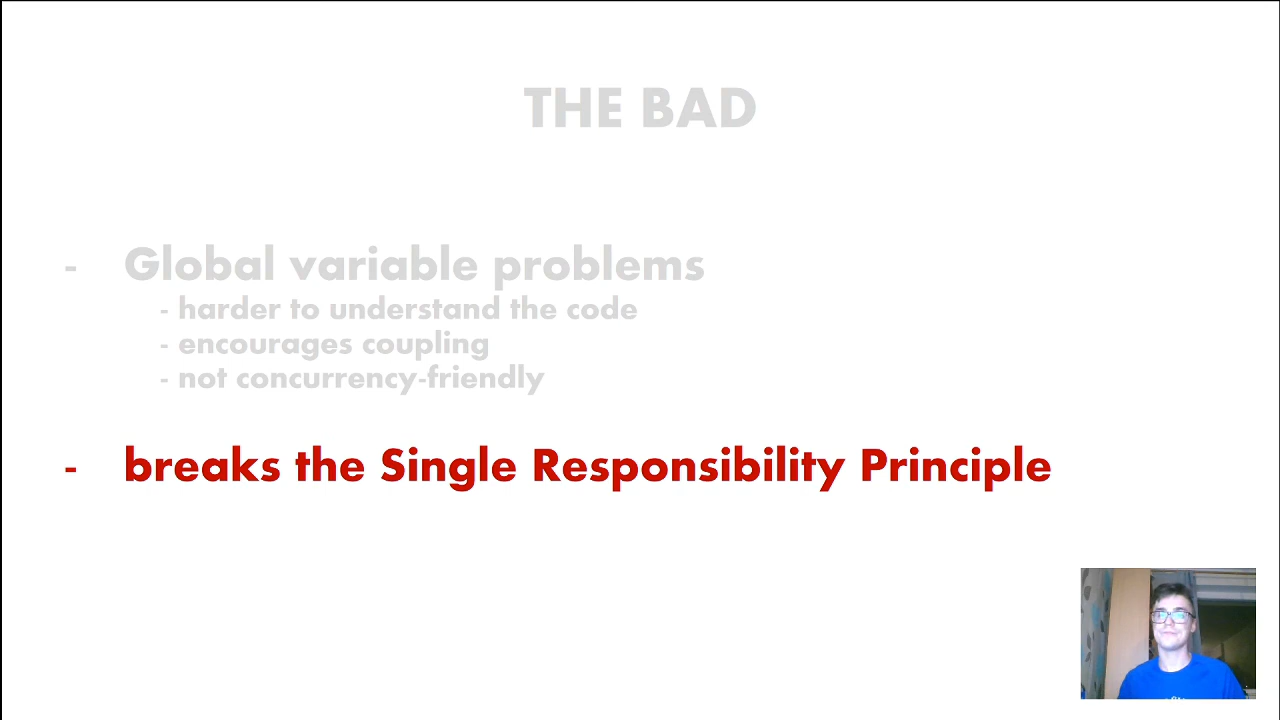 THE BAD
- Global variable problems
- harder to understand the code
- encourages coupling
- not concurrency-friendly
- breaks the Single Responsibility Principle